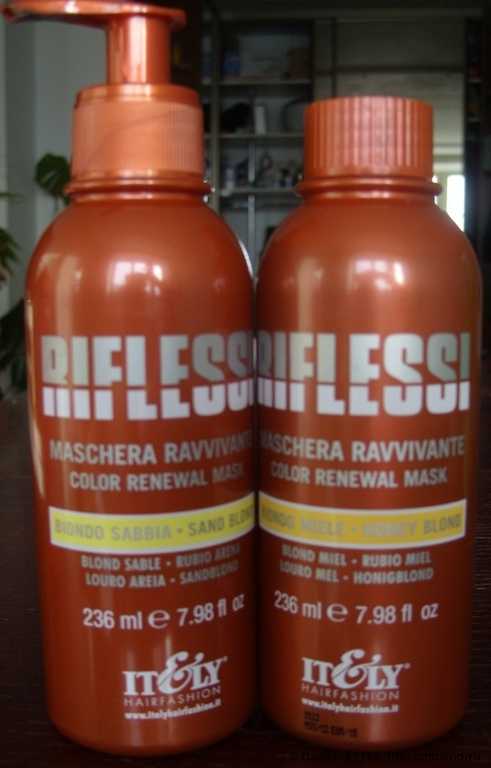 RIFLESSI
MASCHERA RAVVIVANTE
COLOR RENEWAL MASK
BIONDO SABBIA • SAND BLOND
BLOND SABLE • RUBIO ARENA
LOURO AREIA • SANDBLOND
236 ml e 7.98 fl oz
IT&LY
HAIRFASHION
www.italyhairfashion.it
RIFLESSI
MASCHERA RAVVIVANTE
COLOR RENEWAL MASK
BIONDO MIELE • HONEY BLOND
BLOND MIEL • RUBIO MIEL
LOURO MEL • HONIGBLOND
236 ml e 7.98 fl oz
IT&LY
HAIRFASHION
www.italyhairfashion.it